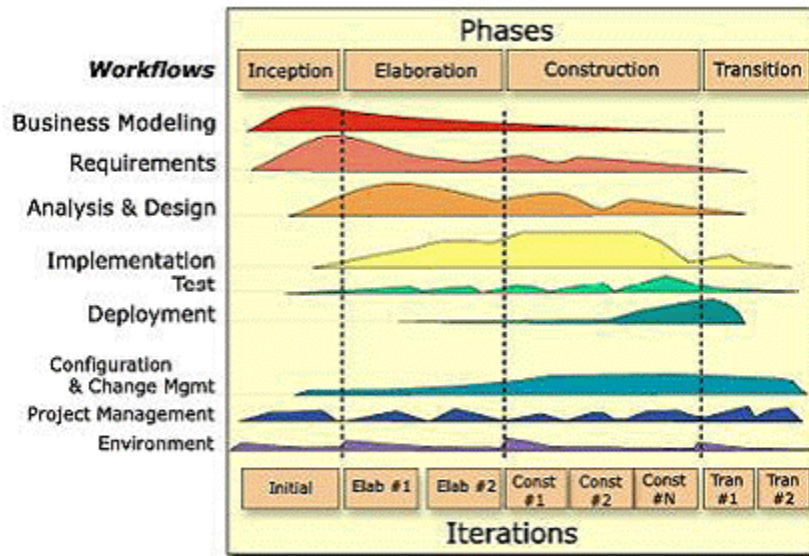 Phases
Workflows
Inception
Elaboration
Construction
Transition
Business Modeling
Requirements
Analysis & Design
Implementation
Test
Deployment
Configuration
& Change Mgmt
Project Management
Environment
Initial
Elab #1
Elab #2
Const
#1
Const
#2
Const
#N
Tran
#1
Tran
#2
Iterations